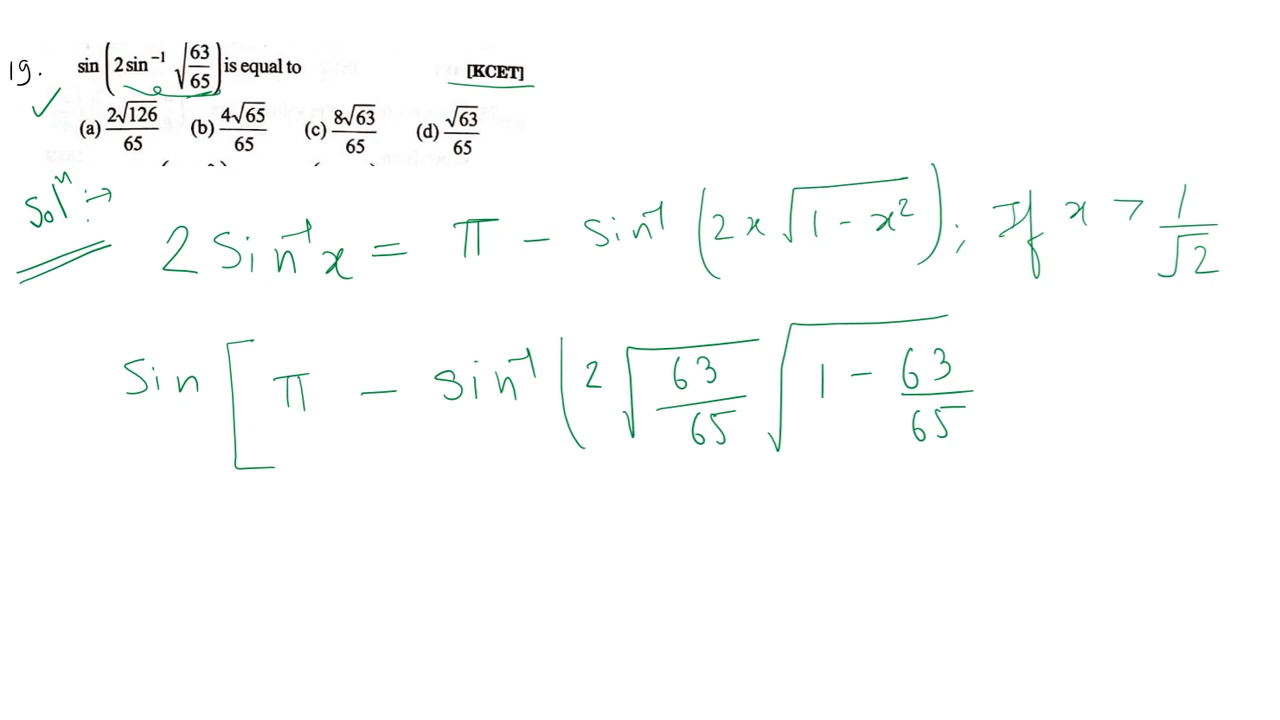 19. sin(2 sin⁻¹ √(63/65)) is equal to [KCET]
(a) 2√126/65 (b) 4√65/65 (c) 8√63/65 (d) √63/65
Solⁿ :→
2 Sin⁻¹x = π − sin⁻¹(2x√(1 − x²)); If x > 1/√2
Sin[π − sin⁻¹(2√(63/65) √(1 − 63/65)